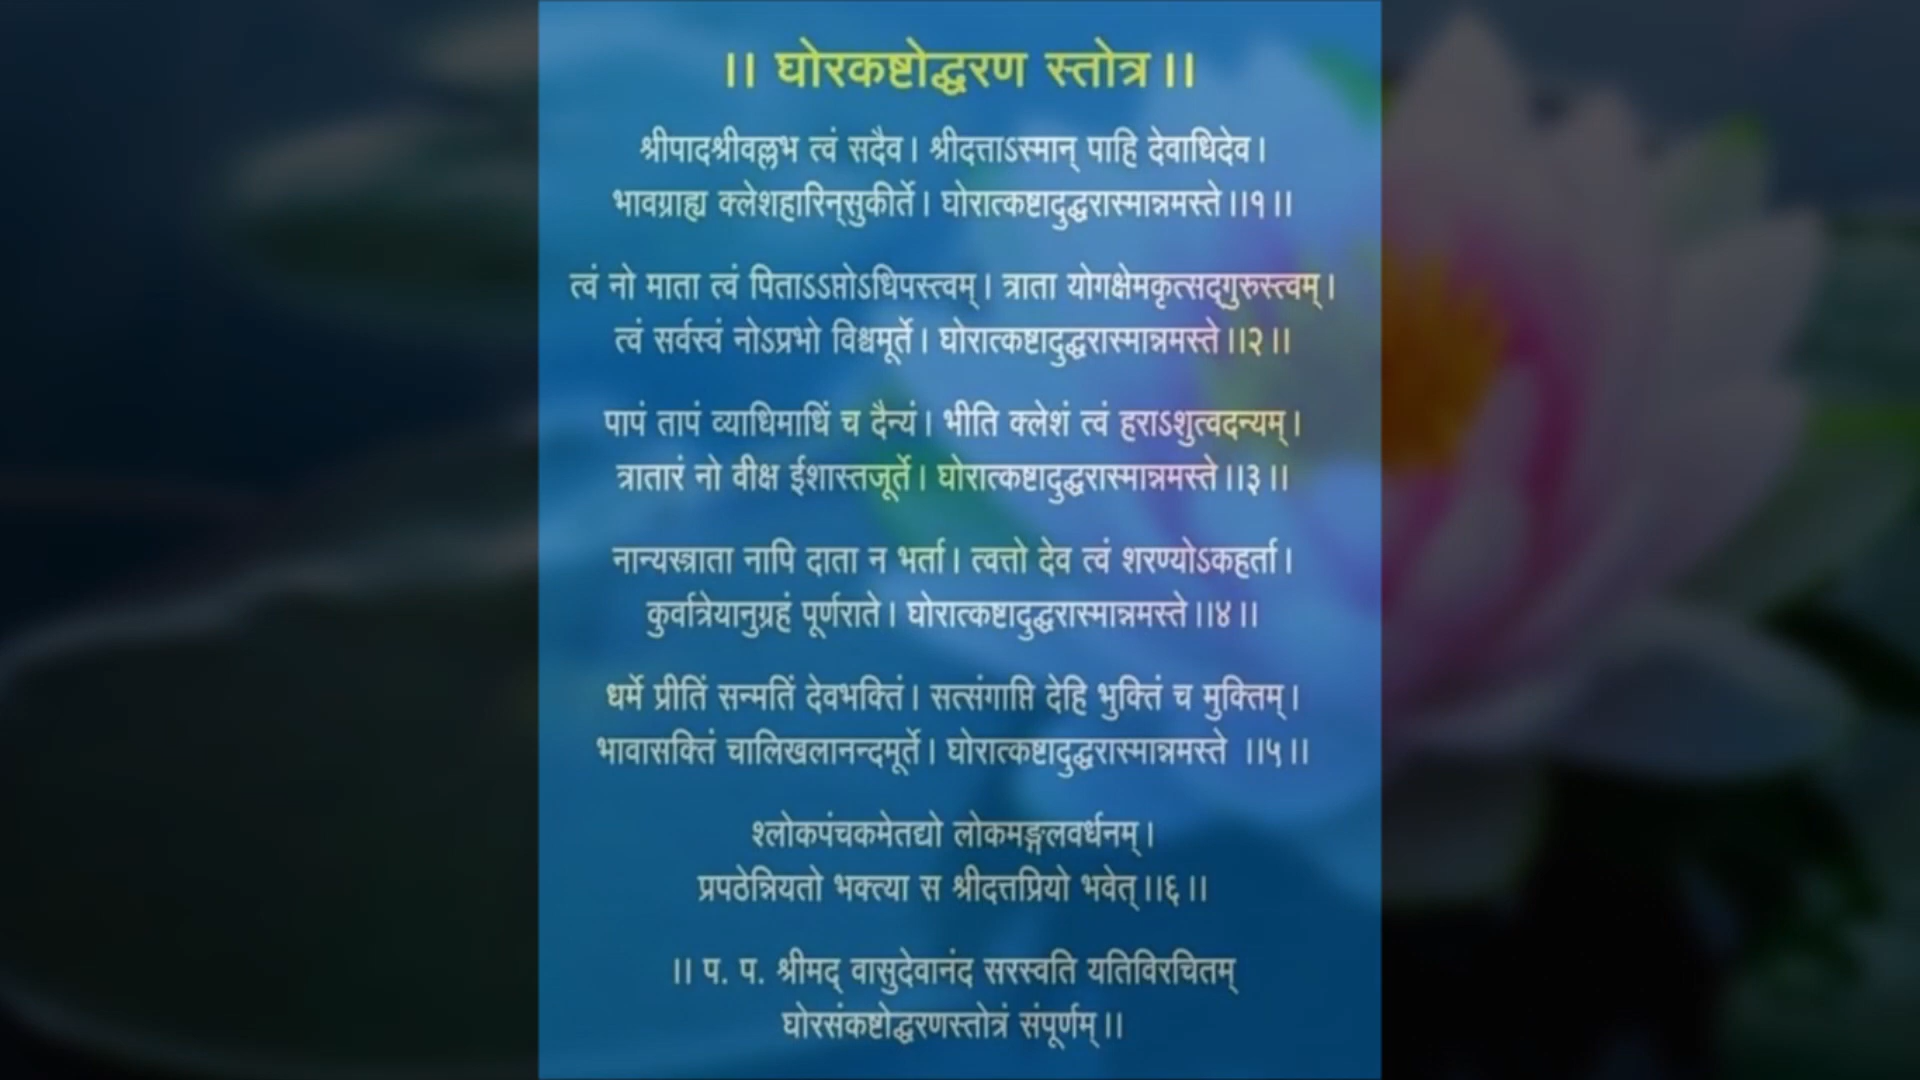 ।। घोरकष्टोद्धरण स्तोत्र ।।
श्रीपादश्रीवल्लभ त्वं सदैव । श्रीदत्ताऽस्मान् पाहि देवाधिदेव ।
भावग्राह्य क्लेशहारिन्‌सुकीर्ते । घोरात्कष्टादुद्धरास्मान्नमस्ते ।।१।।
त्वं नो माता त्वं पिताऽऽप्तोऽधिपस्त्वम् । त्राता योगक्षेमकृत्सद्‌गुरुस्त्वम् ।
त्वं सर्वस्वं नोऽप्रभो विश्वमूर्ते । घोरात्कष्टादुद्धरास्मान्नमस्ते ।।२।।
पापं तापं व्याधिमाधिं च दैन्यं । भीति क्लेशं त्वं हराऽशुत्वदन्यम् ।
त्रातारं नो वीक्ष ईशास्तजूर्ते । घोरात्कष्टादुद्धरास्मान्नमस्ते ।।३।।
नान्यस्त्राता नापि दाता न भर्ता । त्वत्तो देव त्वं शरण्योऽकहर्ता ।
कुर्वात्रेयानुग्रहं पूर्णराते । घोरात्कष्टादुद्धरास्मान्नमस्ते ।।४।।
धर्मे प्रीतिं सन्मतिं देवभक्तिं । सत्संगाप्ति देहि भुक्तिं च मुक्तिम् ।
भावासक्तिं चालिखलानन्दमूर्ते । घोरात्कष्टादुद्धरास्मान्नमस्ते ।।५।।
श्लोकपंचकमेतद्यो लोकमङ्गलवर्धनम् ।
प्रपठेन्नियतो भक्त्या स श्रीदत्तप्रियो भवेत् ।।६।।
।। प. प. श्रीमद् वासुदेवानंद सरस्वति यतिविरचितम्
घोरसंकष्टोद्धरणस्तोत्रं संपूर्णम् ।।